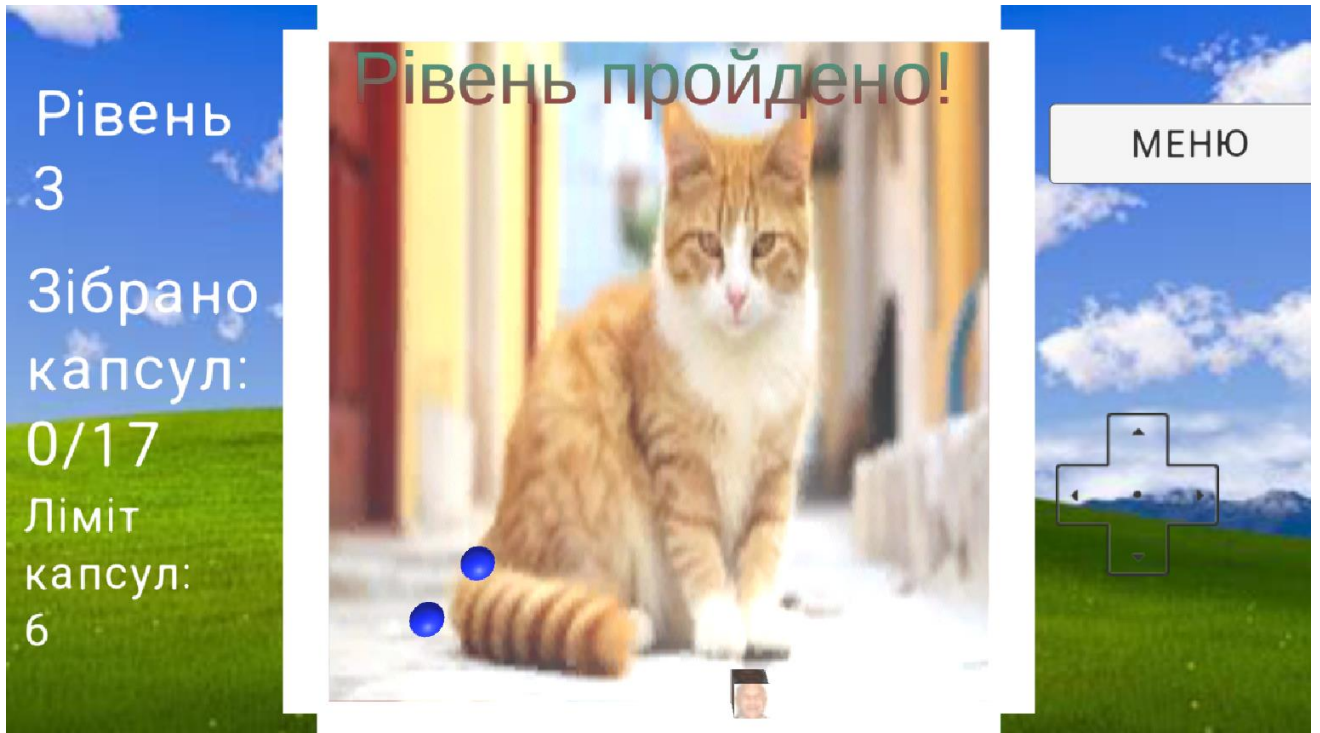 Рівень пройдено!
Рівень
3
Зібрано
капсул:
0/17
Ліміт
капсул:
6
МЕНЮ